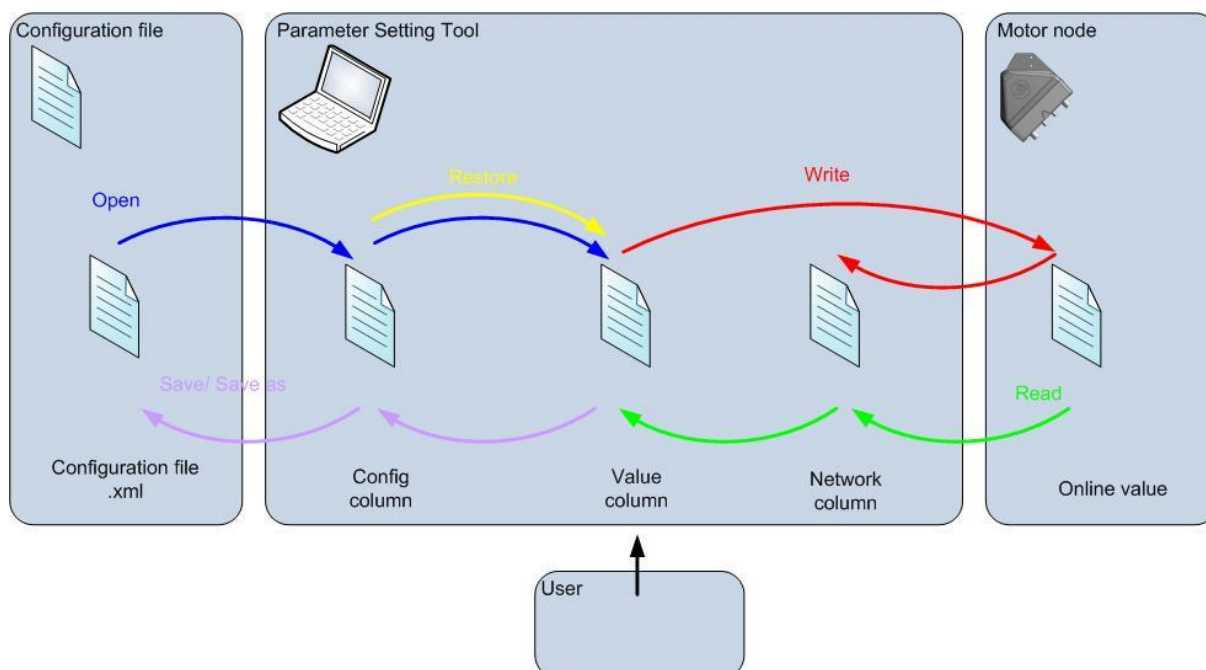 Configuration file
Parameter Setting Tool
Motor node
Open
Restore
Write
Save/ Save as
Read
Configuration file
.xml
Config
column
Value
column
Network
column
Online value
User